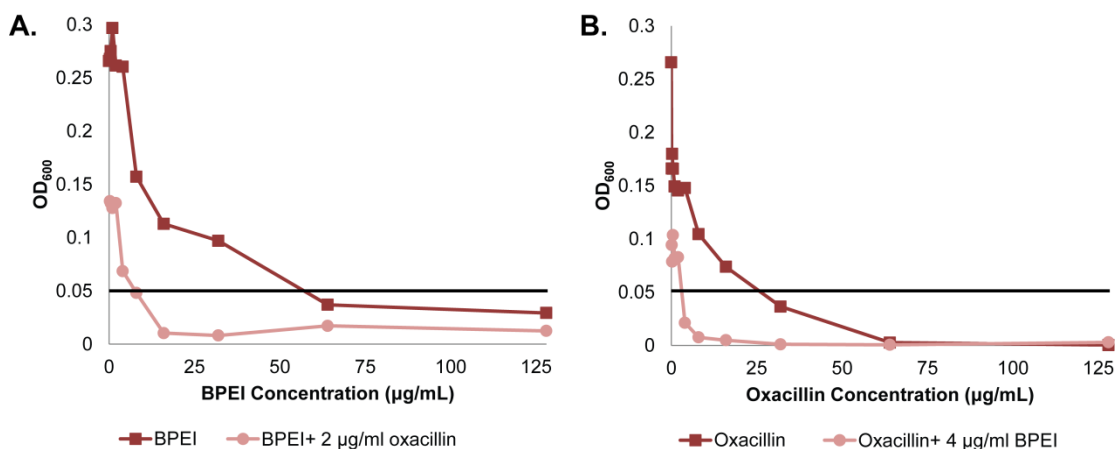 A.
0.3
0.25
0.2
0.15
0.1
0.05
0
OD600
0 25 50 75 100 125
BPEI Concentration (µg/mL)
BPEI BPEI+ 2 µg/ml oxacillin
B.
0.3
0.25
0.2
0.15
0.1
0.05
0
OD600
0 25 50 75 100 125
Oxacillin Concentration (µg/mL)
Oxacillin Oxacillin+ 4 µg/ml BPEI